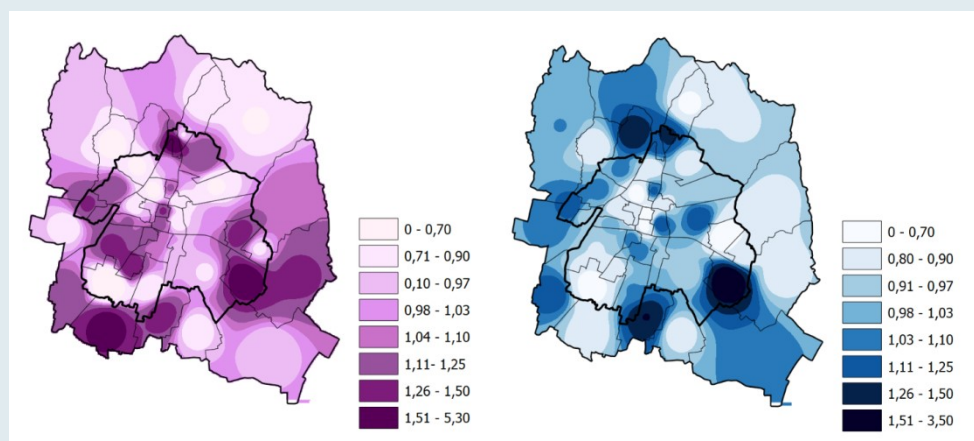 0 - 0,70
0,71 - 0,90
0,10 - 0,97
0,98 - 1,03
1,04 - 1,10
1,11- 1,25
1,26 - 1,50
1,51 - 5,30
0 - 0,70
0,80 - 0,90
0,91 - 0,97
0,98 - 1,03
1,03 - 1,10
1,11 - 1,25
1,26 - 1,50
1,51 - 3,50